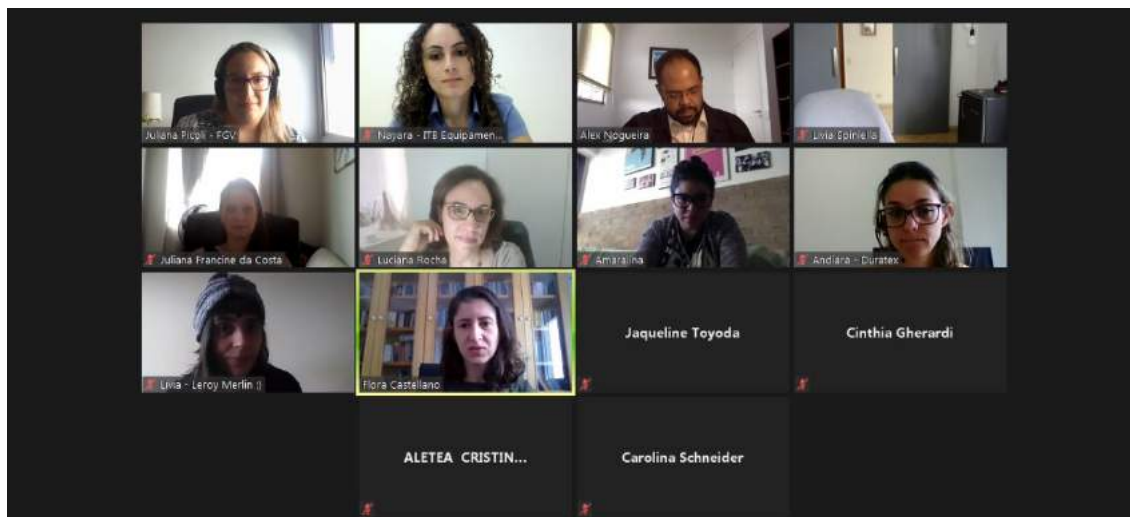 Juliana Picoli - FGV
Nayara - ITB Equipamen...
Alex Nogueira
Livia Spiniella
Juliana Francine da Costa
Luciana Rocha
Amaralina
Andiara - Duratex
Livia - Leroy Merlin :)
Flora Castellano
Jaqueline Toyoda
Cinthia Gherardi
ALETEA CRISTIN...
Carolina Schneider